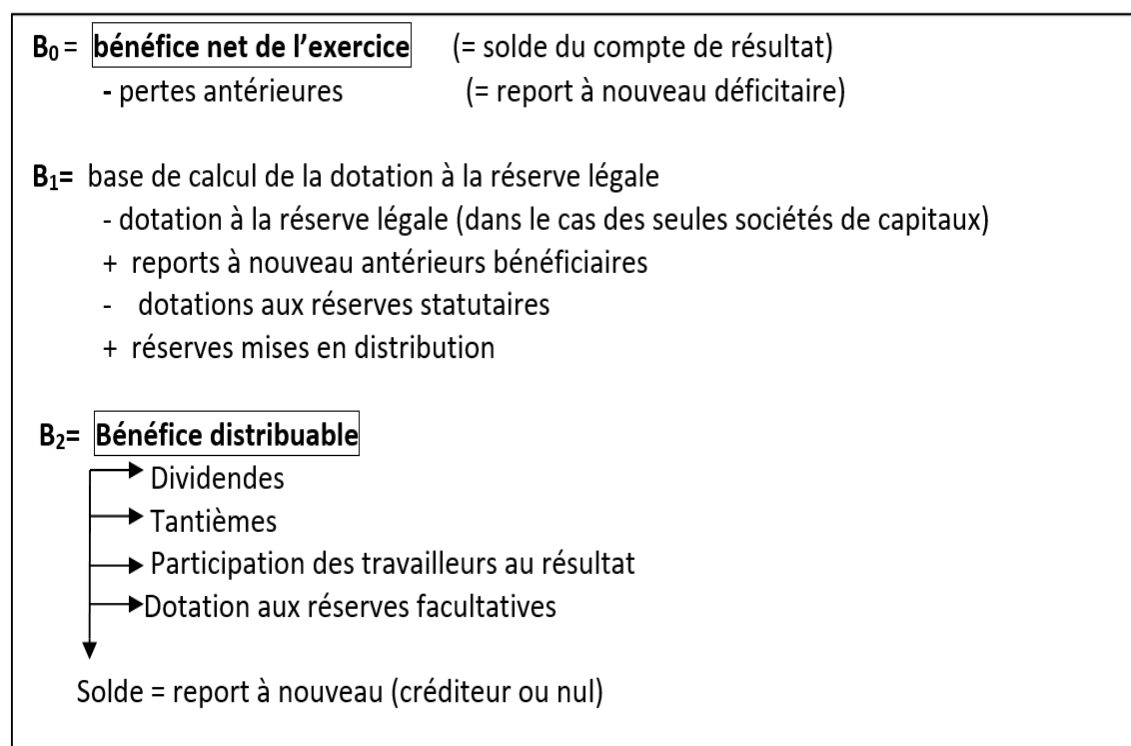 B₀ = bénéfice net de l’exercice (= solde du compte de résultat)
- pertes antérieures (= report à nouveau déficitaire)
B₁= base de calcul de la dotation à la réserve légale
- dotation à la réserve légale (dans le cas des seules sociétés de capitaux)
+ reports à nouveau antérieurs bénéficiaires
- dotations aux réserves statutaires
+ réserves mises en distribution
B₂= Bénéfice distribuable
Dividendes
Tantièmes
Participation des travailleurs au résultat
Dotation aux réserves facultatives
Solde = report à nouveau (créditeur ou nul)